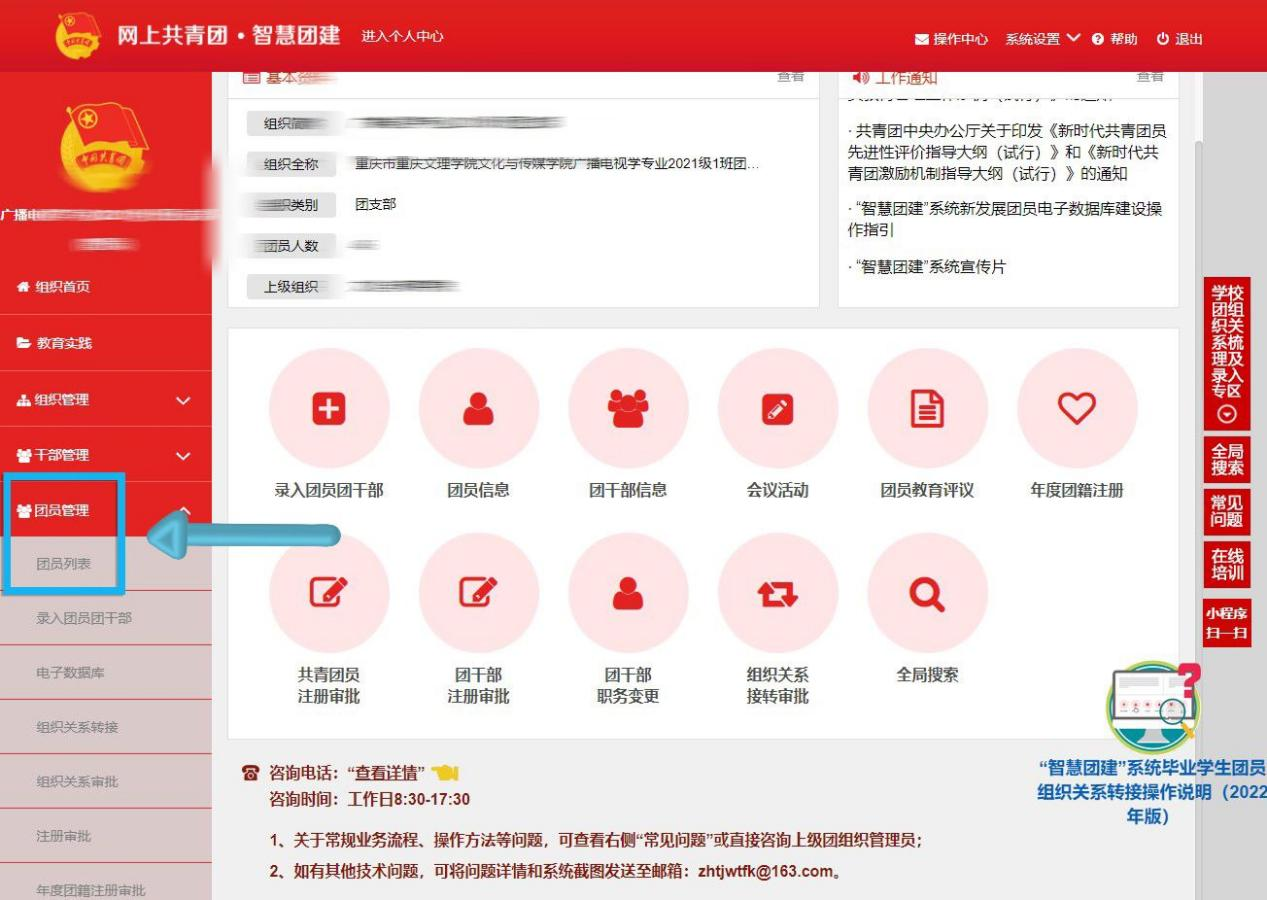 网上共青团·智慧团建
进入个人中心
操作中心
系统设置
帮助
退出
组织首页
教育实践
组织管理
干部管理
团员管理
团员列表
录入团员团干部
电子数据库
组织关系转接
组织关系审批
注册审批
年度团籍注册审批
基本
查看
组织
组织全称
重庆市重庆文理学院文化与传媒学院广播电视学专业2021级1班团...
类别
团支部
团员人数
上级组织
工作通知
查看
· 共青团中央办公厅关于印发《新时代共青团员
先进性评价指导大纲（试行）》和《新时代共
青团激励机制指导大纲（试行）》的通知
· “智慧团建”系统新发展团员电子数据库建设操
作指引
· “智慧团建”系统宣传片
录入团员团干部
团员信息
团干部信息
会议活动
团员教育评议
年度团籍注册
共青团员
注册审批
团干部
注册审批
团干部
职务变更
组织关系
接转审批
全局搜索
咨询电话：“查看详情”
咨询时间：工作日8:30-17:30
1、关于常规业务流程、操作方法等问题，可查看右侧“常见问题”或直接咨询上级团组织管理员；
2、如有其他技术问题，可将问题详情和系统截图发送至邮箱：zhtjwtfk@163.com。
学校
团组
织关
系梳
理及
录入
专区
全局
搜索
常见
问题
在线
培训
小程序
扫一扫
“智慧团建”系统毕业学生团员
组织关系转接操作说明（2022
年版）